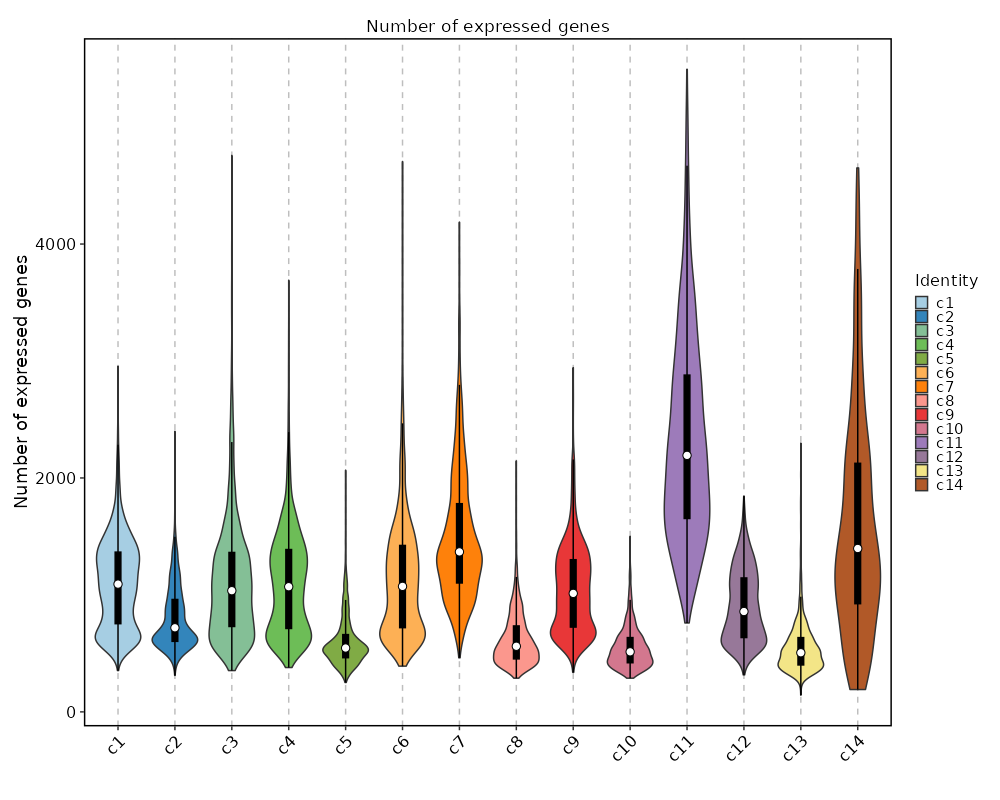 Number of expressed genes
Number of expressed genes
4000
2000
0
c1
c2
c3
c4
c5
c6
c7
c8
c9
c10
c11
c12
c13
c14
Identity
c1
c2
c3
c4
c5
c6
c7
c8
c9
c10
c11
c12
c13
c14